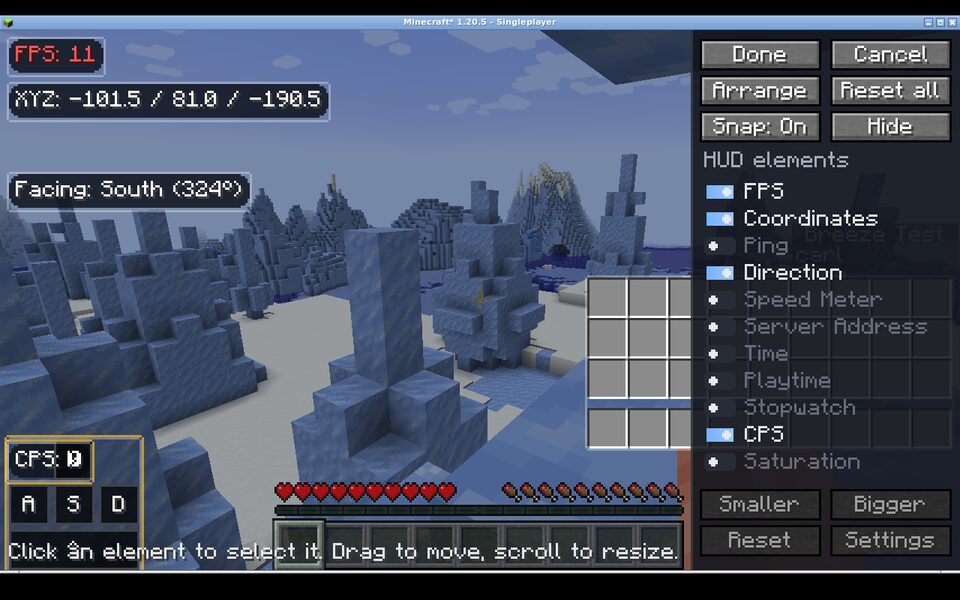 Minecraft* 1.20.5 - Singleplayer
FPS: 11
XYZ: -101.5 / 81.0 / -190.5
Facing: South (324°)
Done
Cancel
Arrange
Reset all
Snap: On
Hide
HUD elements
FPS
Coordinates
Ping
Breeze Test
Direction
Speed Meter
Server Address
Time
Playtime
Stopwatch
CPS
Saturation
CPS:
A S D
Smaller
Bigger
Reset
Settings
Click an element to select it. Drag to move, scroll to resize.